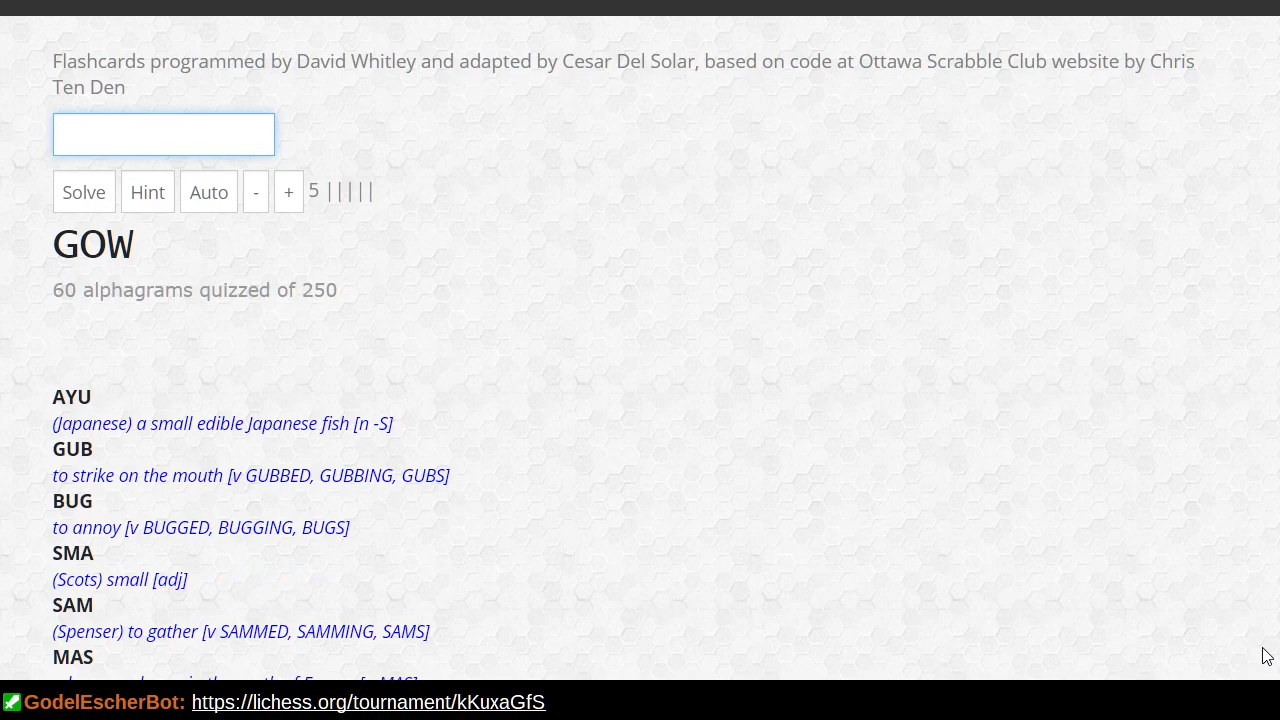 Flashcards programmed by David Whitley and adapted by Cesar Del Solar, based on code at Ottawa Scrabble Club website by Chris
Ten Den
Solve Hint Auto - + 5 |||||
GOW
60 alphagrams quizzed of 250
AYU
(Japanese) a small edible Japanese fish [n -S]
GUB
to strike on the mouth [v GUBBED, GUBBING, GUBS]
BUG
to annoy [v BUGGED, BUGGING, BUGS]
SMA
(Scots) small [adj]
SAM
(Spenser) to gather [v SAMMED, SAMMING, SAMS]
MAS
GodelEscherBot: https://lichess.org/tournament/kKuxaGfS